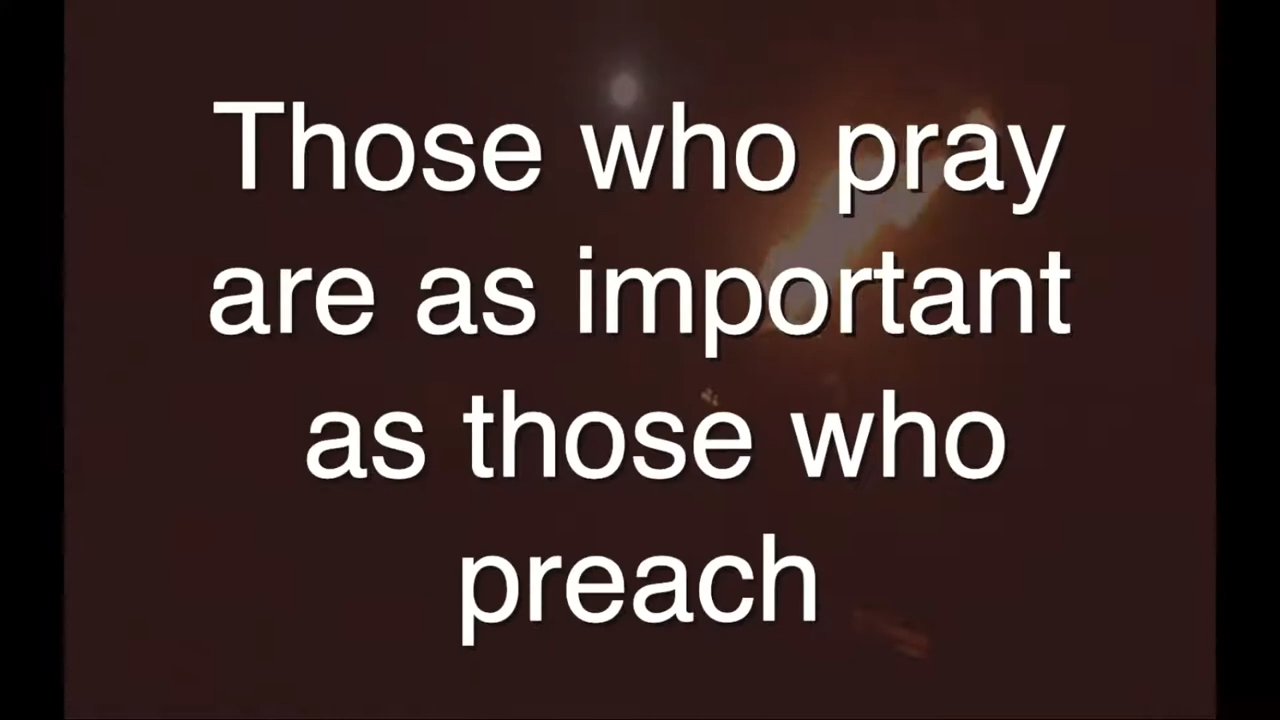 Those who pray
are as important
as those who
preach